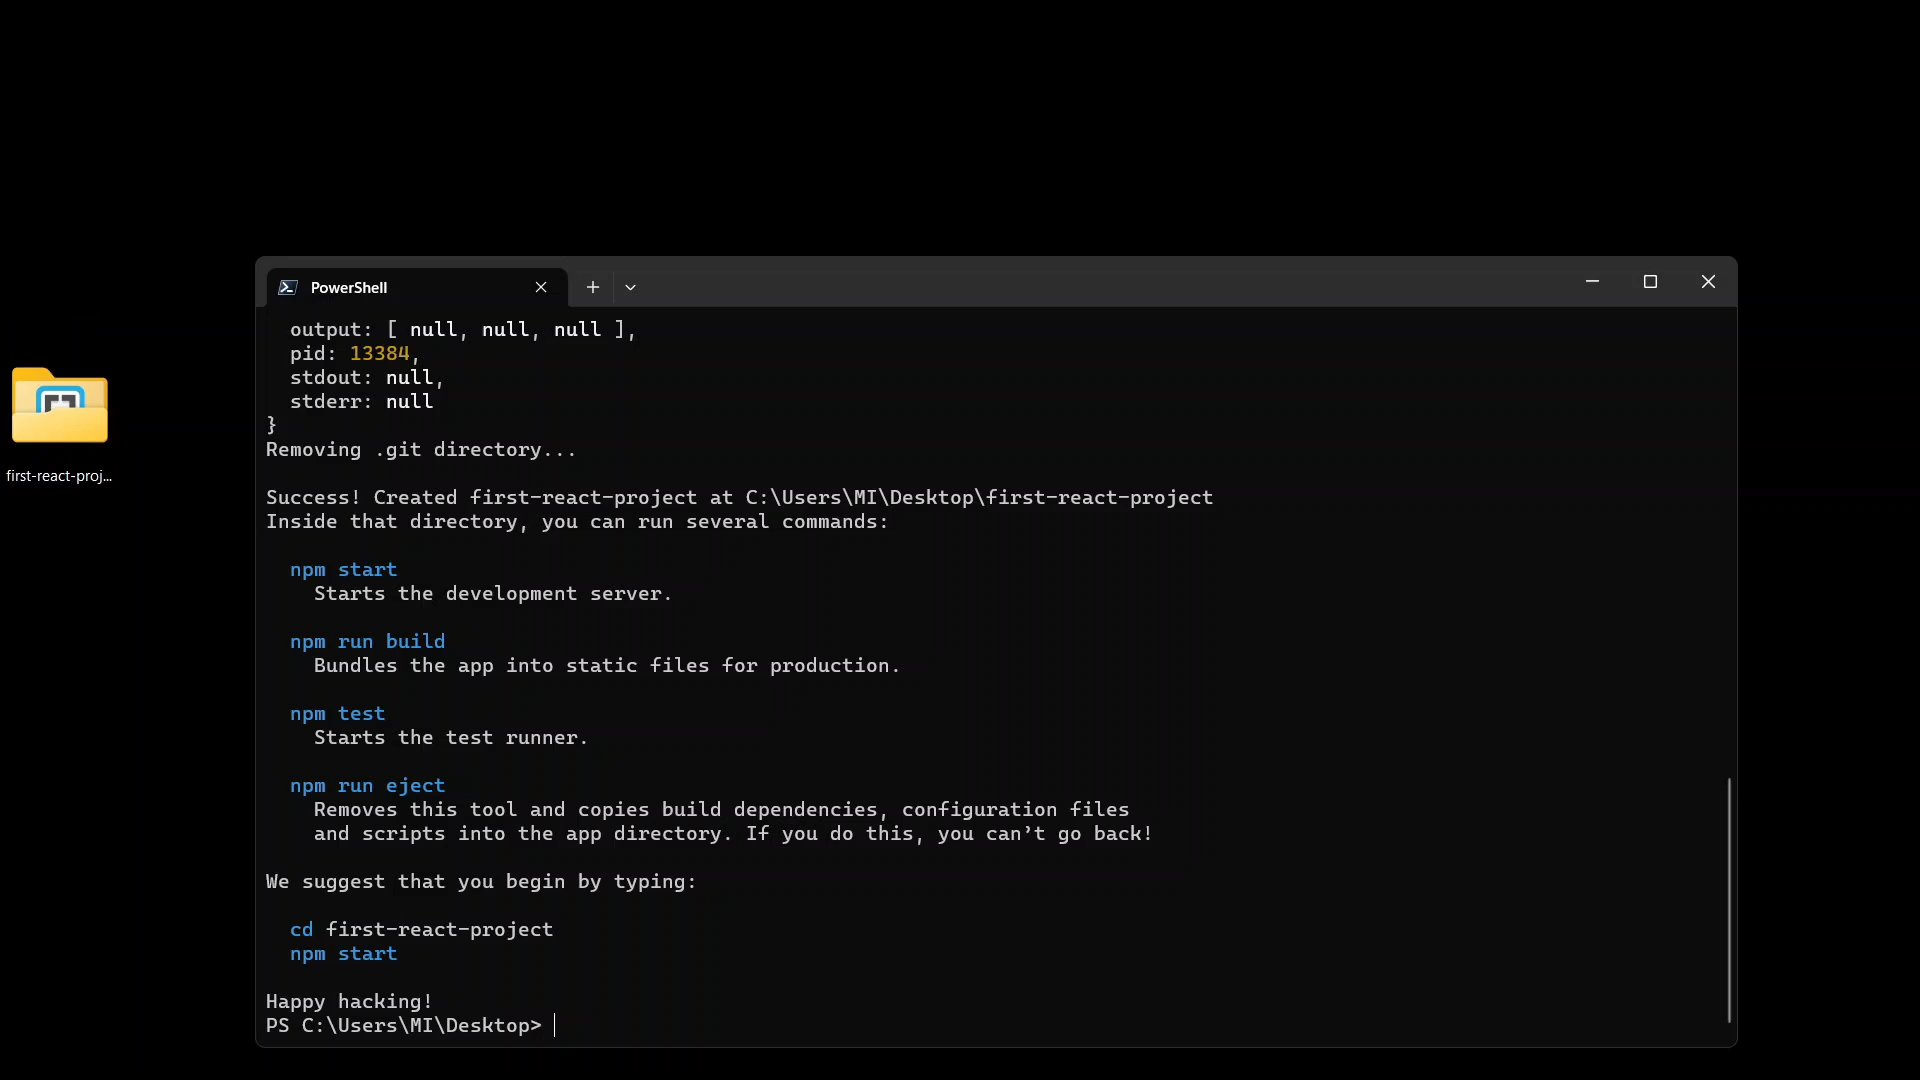 PowerShell
output: [ null, null, null ],
pid: 13384,
stdout: null,
stderr: null
}
Removing .git directory...
Success! Created first-react-project at C:\Users\MI\Desktop\first-react-project
Inside that directory, you can run several commands:
npm start
Starts the development server.
npm run build
Bundles the app into static files for production.
npm test
Starts the test runner.
npm run eject
Removes this tool and copies build dependencies, configuration files
and scripts into the app directory. If you do this, you can’t go back!
We suggest that you begin by typing:
cd first-react-project
npm start
Happy hacking!
PS C:\Users\MI\Desktop>
first-react-proj...